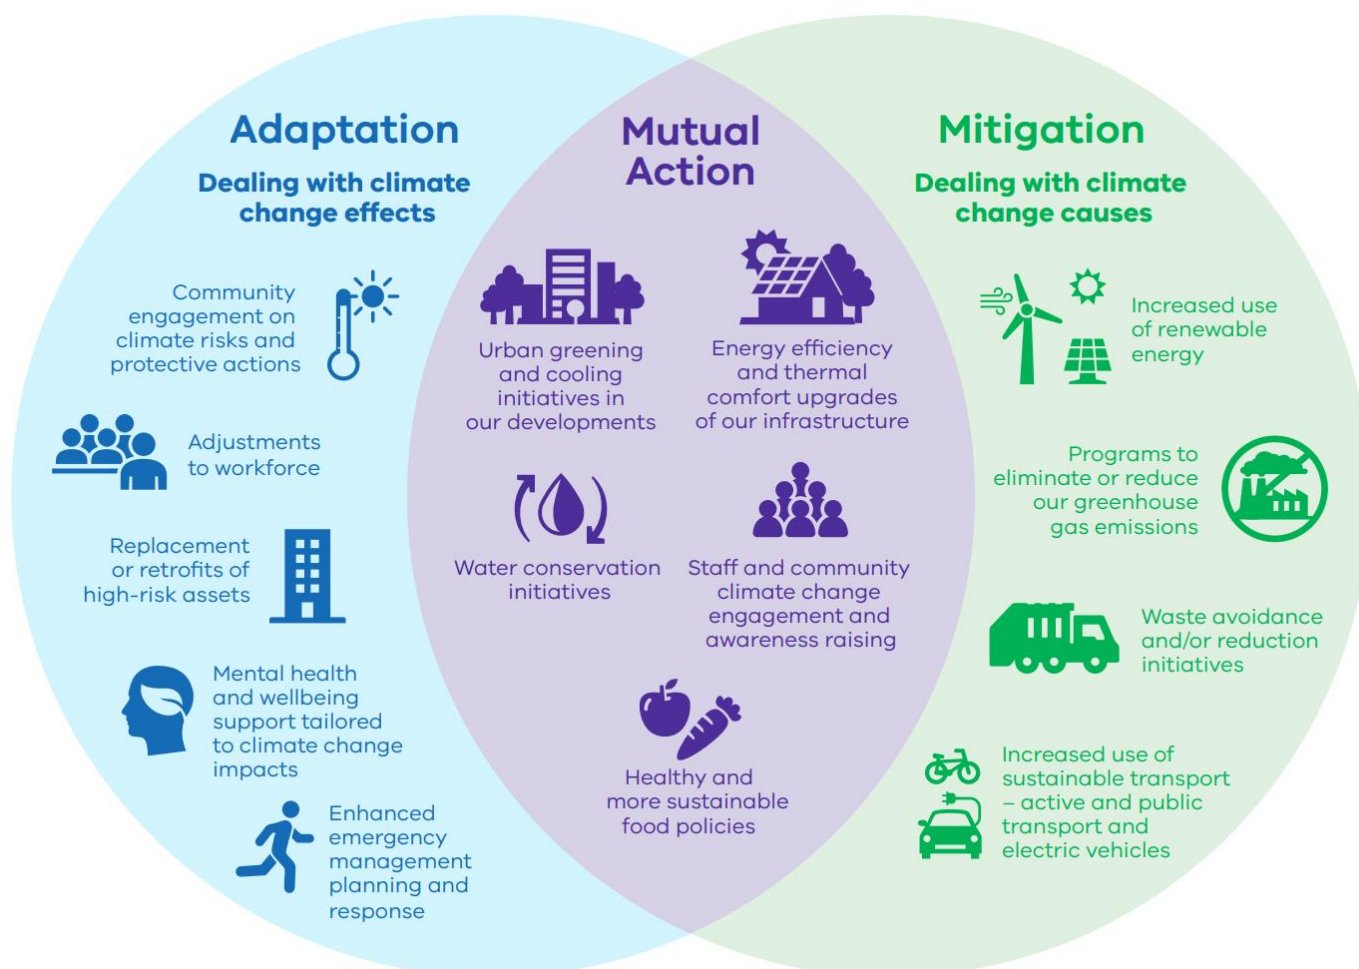 Adaptation
Dealing with climate
change effects
Community
engagement on
climate risks and
protective actions
Adjustments
to workforce
Replacement
or retrofits of
high-risk assets
Mental health
and wellbeing
support tailored
to climate change
impacts
Enhanced
emergency
management
planning and
response
Mutual
Action
Urban greening
and cooling
initiatives in
our developments
Energy efficiency
and thermal
comfort upgrades
of our infrastructure
Water conservation
initiatives
Staff and community
climate change
engagement and
awareness raising
Healthy and
more sustainable
food policies
Mitigation
Dealing with climate
change causes
Increased use
of renewable
energy
Programs to
eliminate or reduce
our greenhouse
gas emissions
Waste avoidance
and/or reduction
initiatives
Increased use of
sustainable transport
– active and public
transport and
electric vehicles